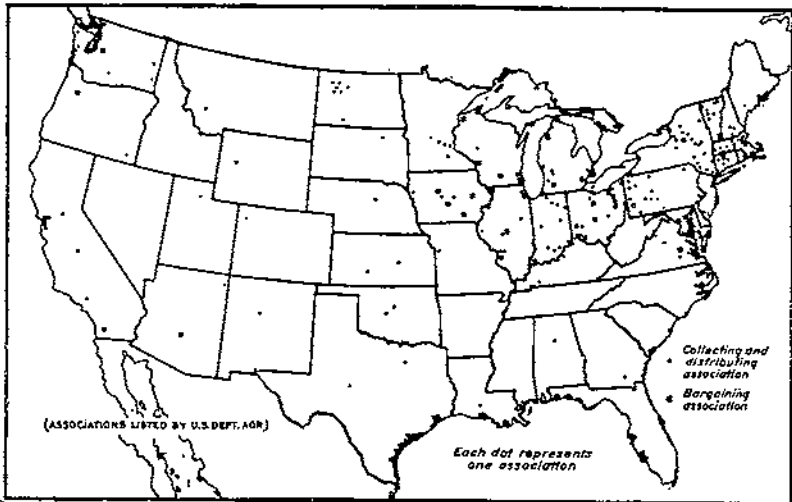 Collecting and
distributing
association
Bargaining
association
(ASSOCIATIONS LISTED BY U.S. DEPT. AGR.)
Each dot represents
one association